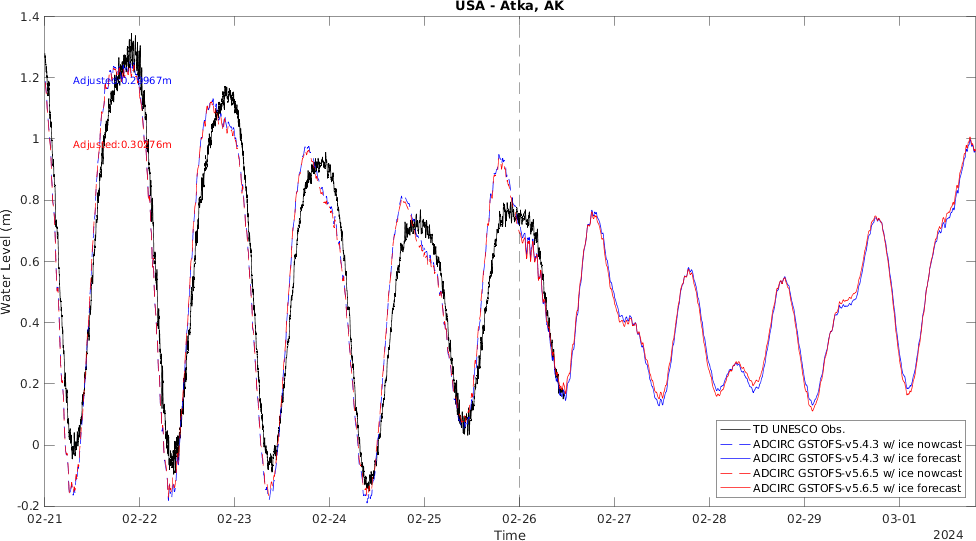 USA - Atka, AK
1.4
1.2
1
0.8
0.6
0.4
0.2
0
-0.2
Water Level (m)
Adjusted:0.30576m
02-21
02-22
02-23
02-24
02-25
02-26
02-27
02-28
02-29
03-01
Time
2024
TD UNESCO Obs.
ADCIRC GSTOFS-v5.4.3 w/ ice nowcast
ADCIRC GSTOFS-v5.4.3 w/ ice forecast
ADCIRC GSTOFS-v5.6.5 w/ ice nowcast
ADCIRC GSTOFS-v5.6.5 w/ ice forecast